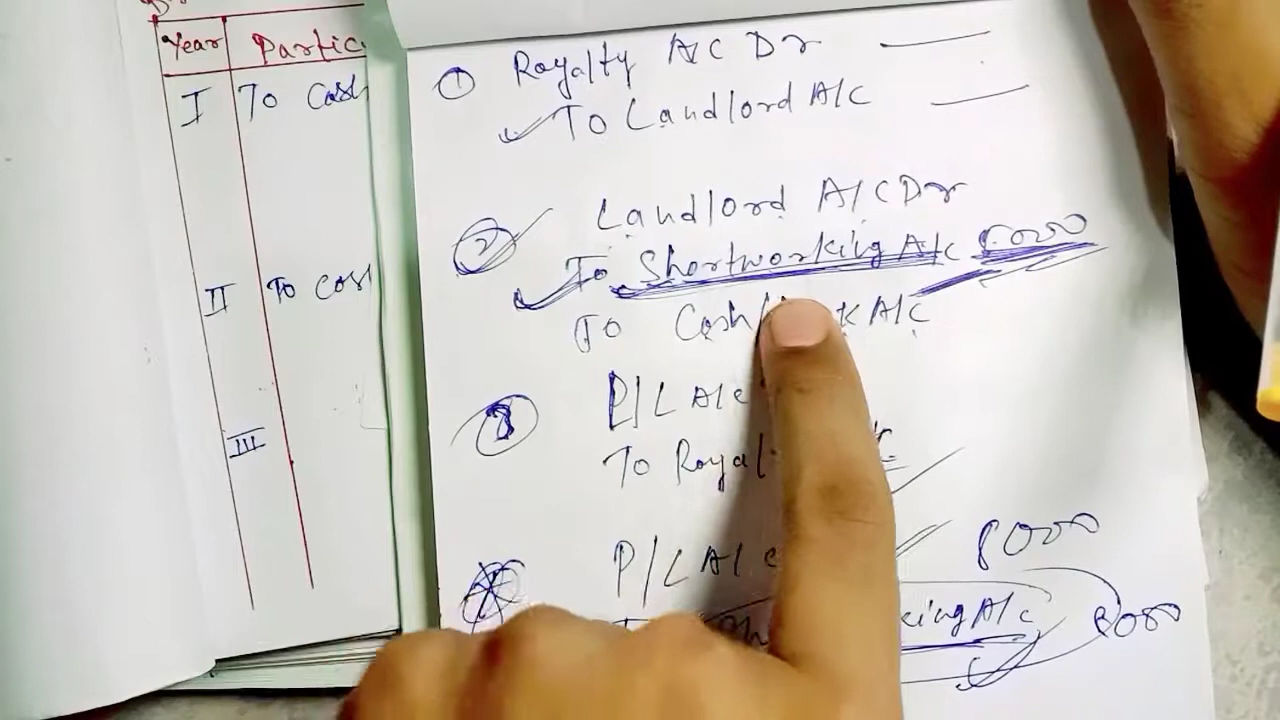 Year Partic
I To Cash
II To Cash
III
1 Royalty A/C Dr
To Landlord A/C
2 Landlord A/C Dr
To Shortworking A/c
To Cash/ A/C
3 P/L A/c
To Royal
P/L A/c 8000
king A/c 8000